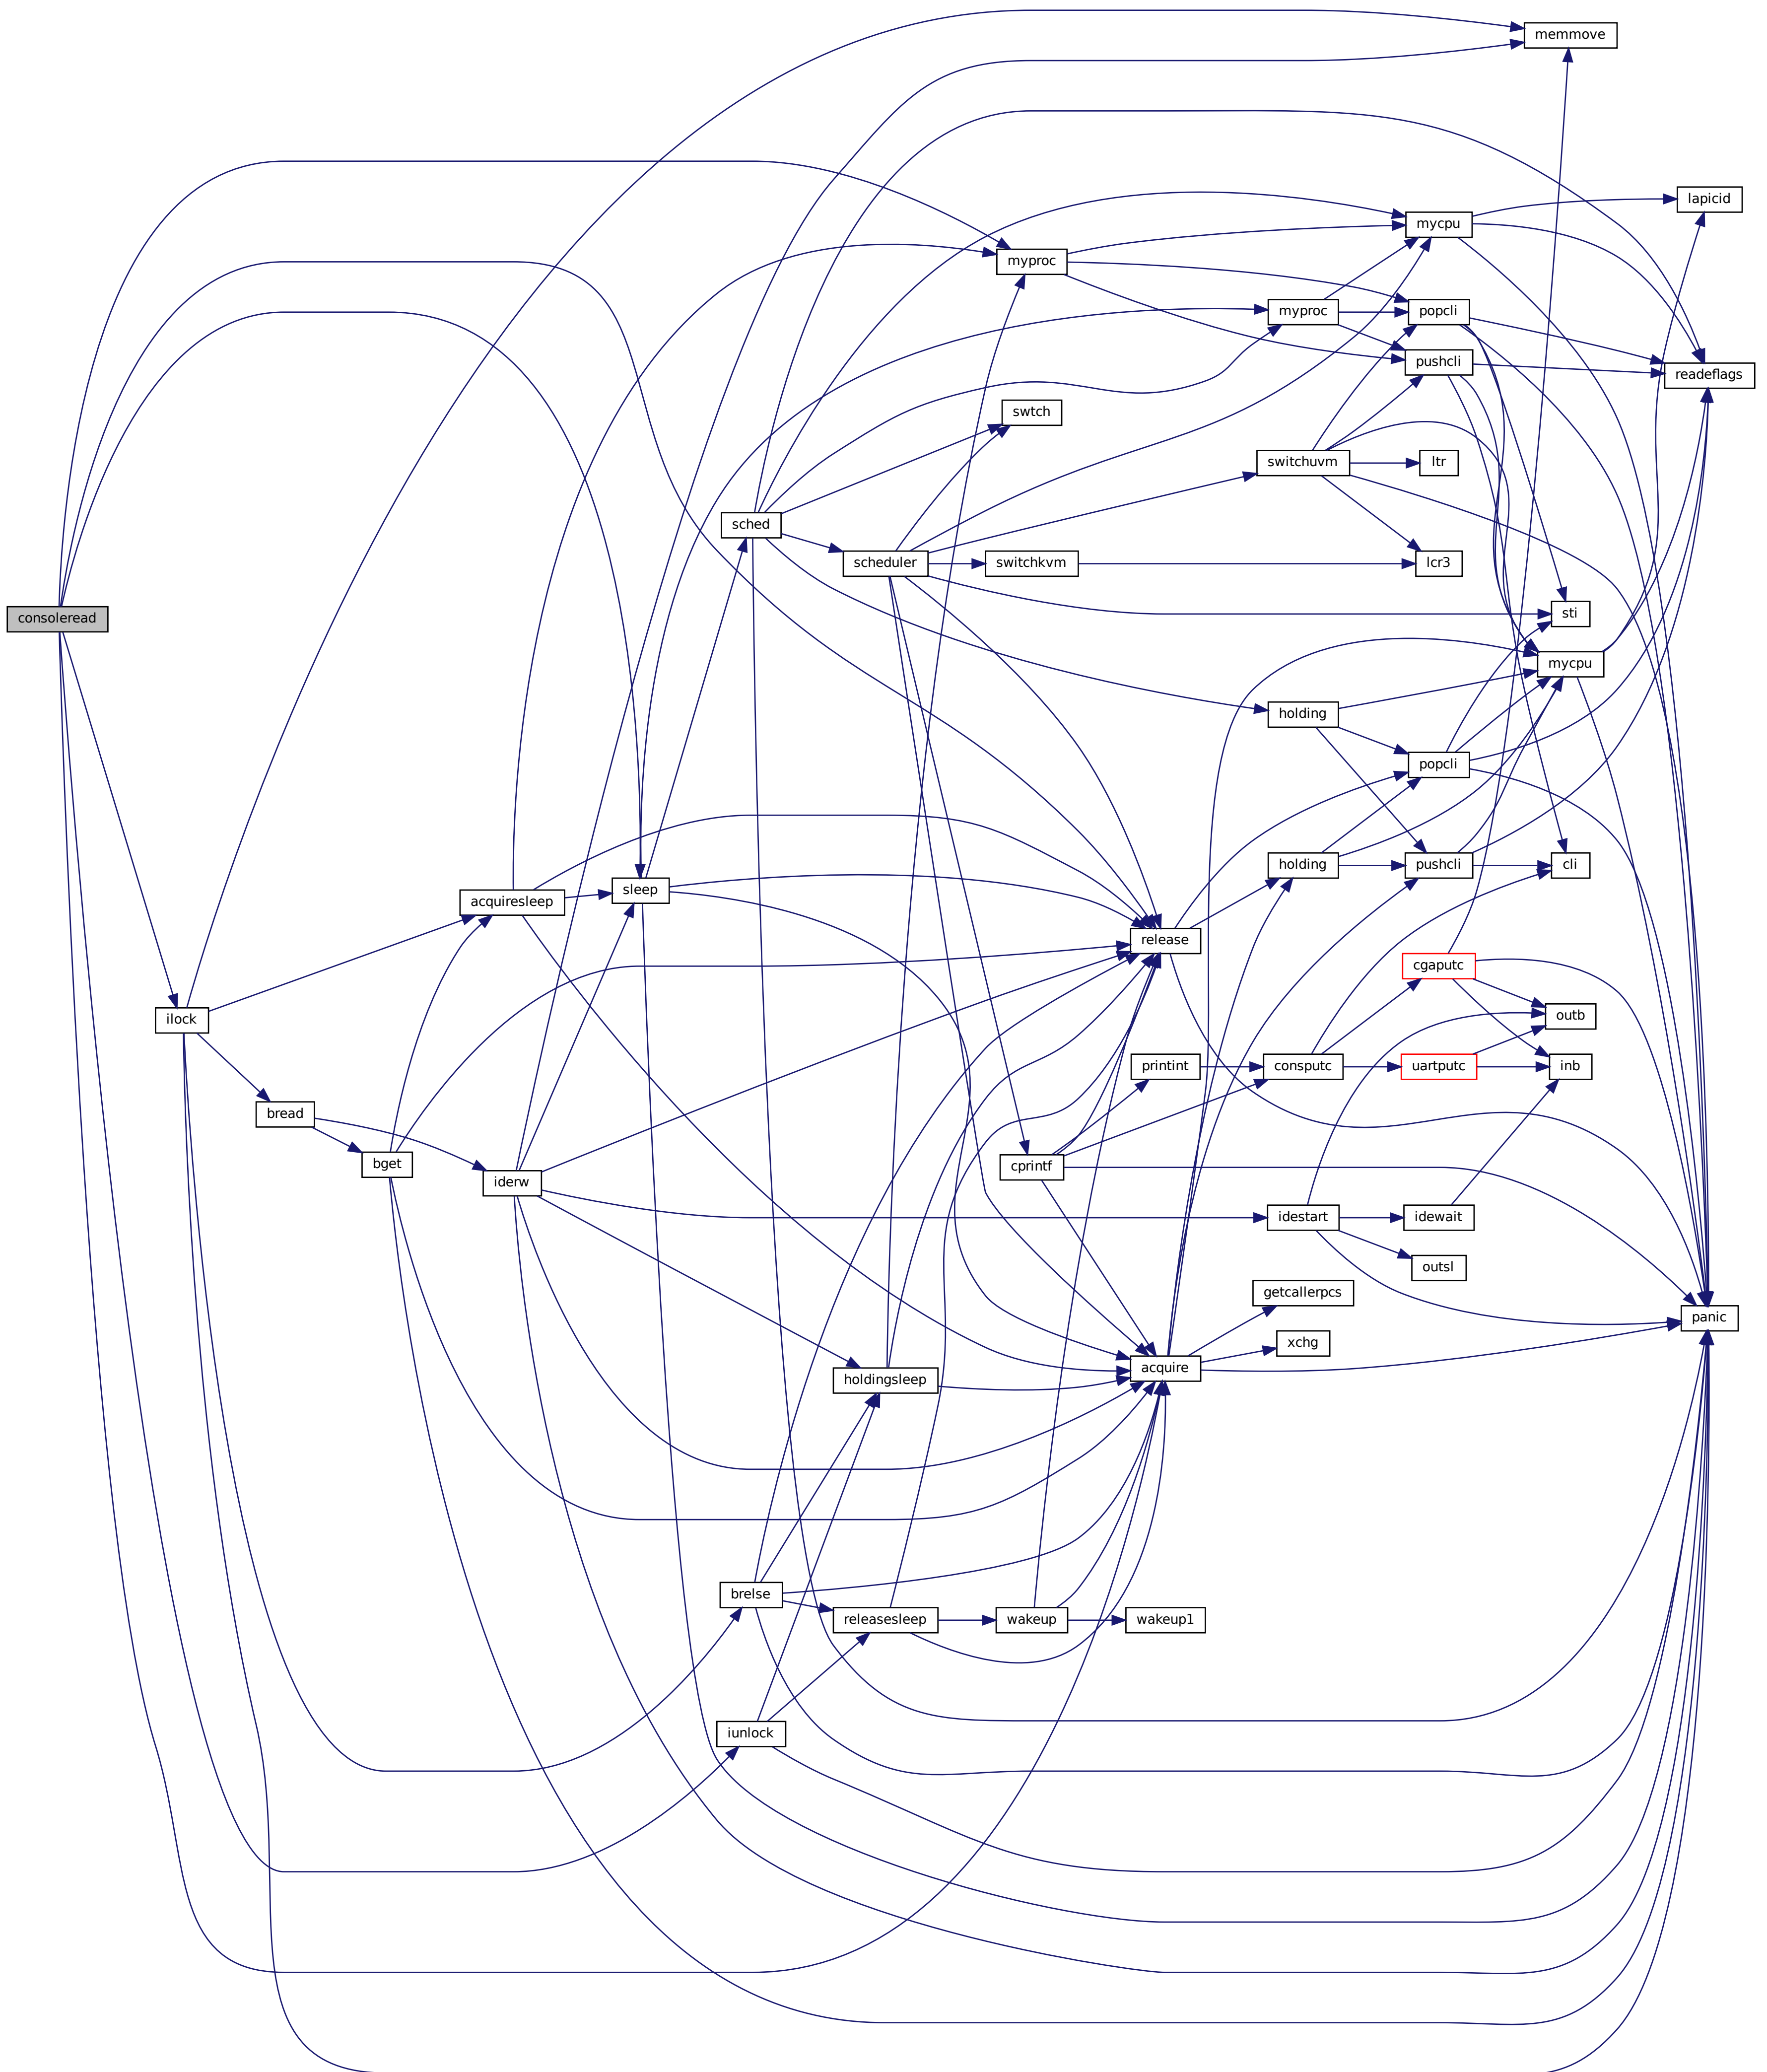 memmove
lapicid
mycpu
myproc
myproc
popcli
pushcli
readeflags
swtch
switchuvm
ltr
sched
scheduler
switchkvm
lcr3
consoleread
sti
mycpu
holding
popcli
holding
pushcli
cli
sleep
acquiresleep
release
cgaputc
ilock
outb
printint
consputc
uartputc
inb
bread
bget
cprintf
iderw
idestart
idewait
outsl
getcallerpcs
panic
xchg
acquire
holdingsleep
brelse
releasesleep
wakeup
wakeup1
iunlock